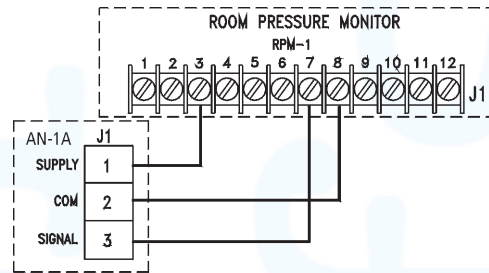 ROOM PRESSURE MONITOR
RPM-1
1 2 3 4 5 6 7 8 9 10 11 12
J1
AN-1A J1
SUPPLY 1
COM 2
SIGNAL 3